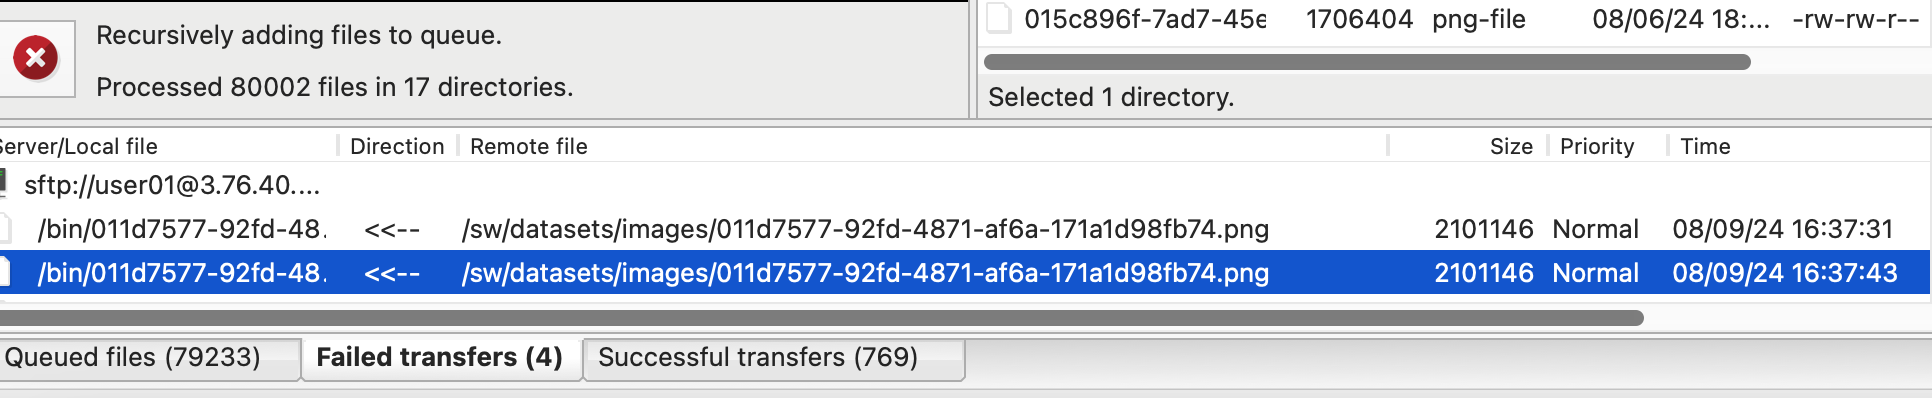 Recursively adding files to queue.
Processed 80002 files in 17 directories.
015c896f-7ad7-45e 1706404 png-file 08/06/24 18:... -rw-rw-r--
Selected 1 directory.
Server/Local file Direction Remote file Size Priority Time
sftp://user01@3.76.40....
/bin/011d7577-92fd-48. <<-- /sw/datasets/images/011d7577-92fd-4871-af6a-171a1d98fb74.png 2101146 Normal 08/09/24 16:37:31
/bin/011d7577-92fd-48. <<-- /sw/datasets/images/011d7577-92fd-4871-af6a-171a1d98fb74.png 2101146 Normal 08/09/24 16:37:43
Queued files (79233) Failed transfers (4) Successful transfers (769)